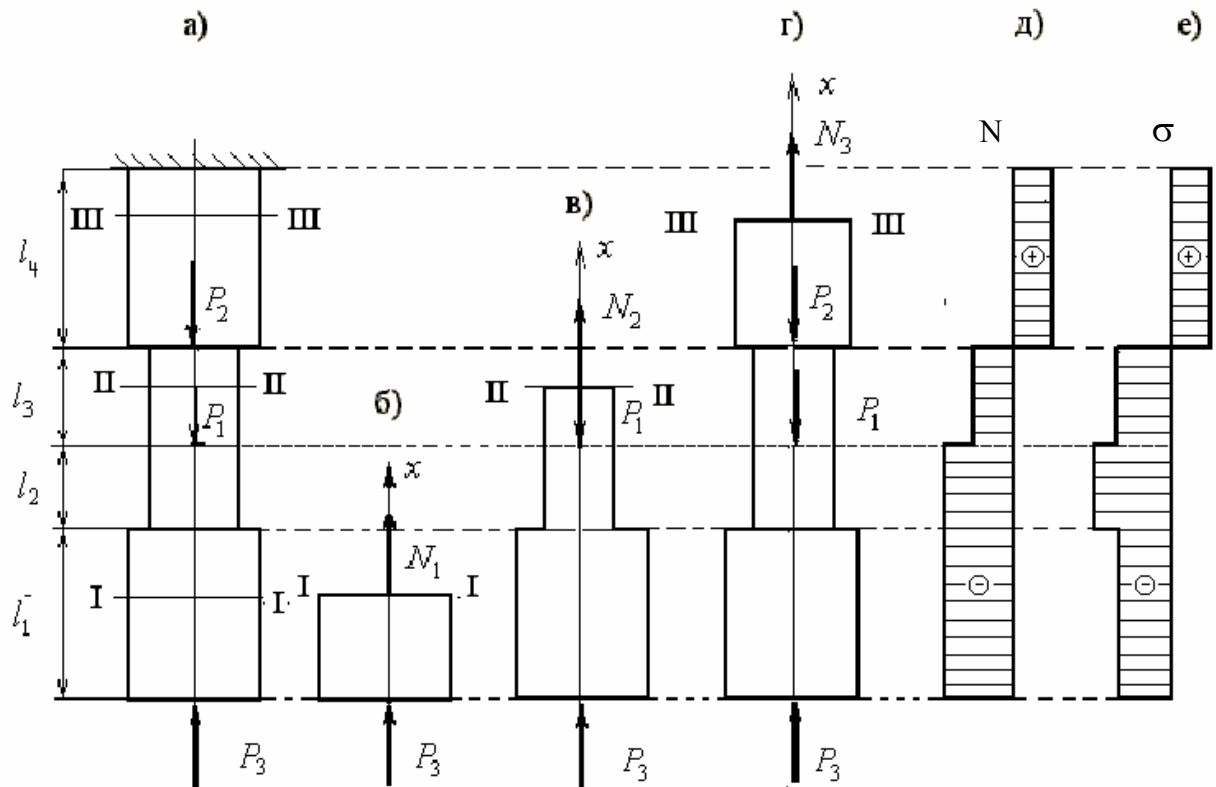 а)
г)
д)
е)
x
N₃
N
σ
III
III
в)
III
III
l₄
P₂
x
N₂
P₂
II
II
б)
II
II
l₃
P₁
P₁
P₁
x
l₂
N₁
I
I
I
I
l₁
P₃
P₃
P₃
P₃